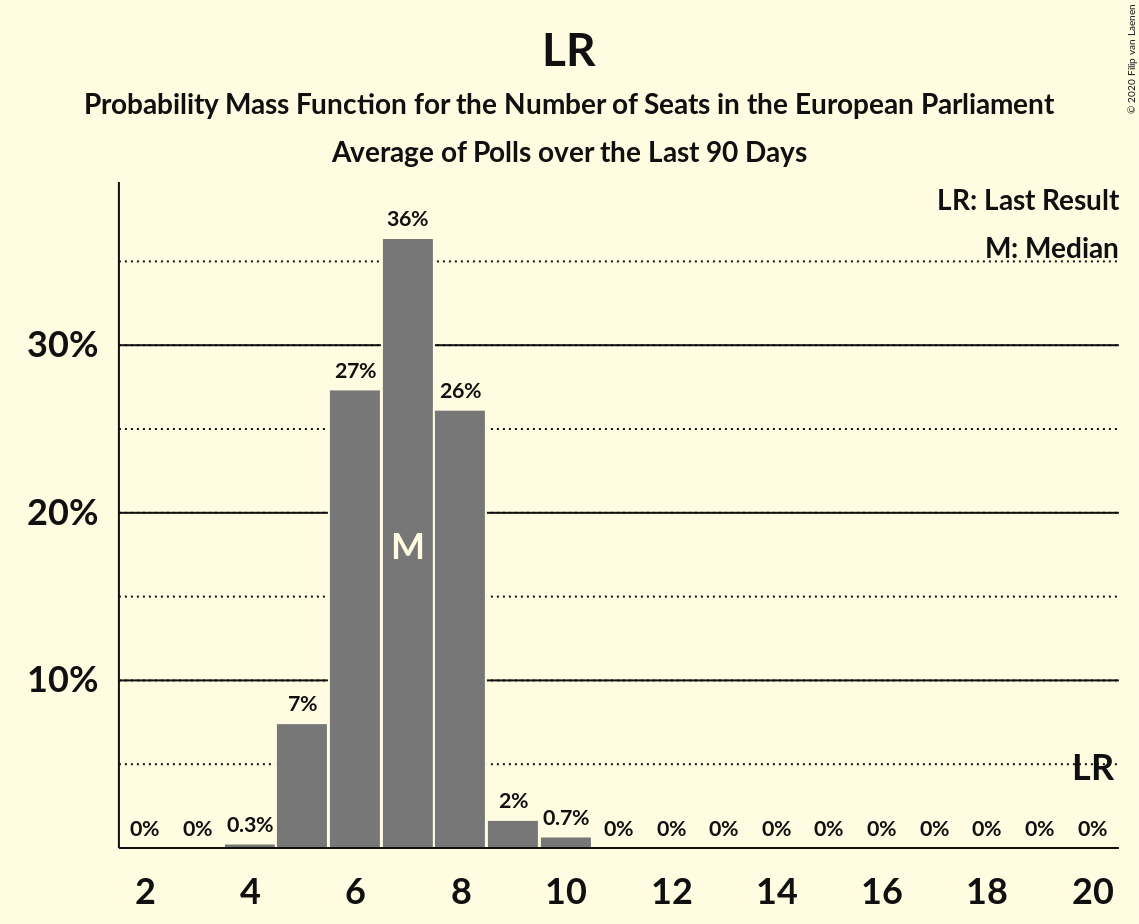 LR
Probability Mass Function for the Number of Seats in the European Parliament
Average of Polls over the Last 90 Days
© 2020 Filip van Laenen
LR: Last Result
M: Median
36%
30%
27%
26%
20%
M
10%
7%
LR
2%
0.7%
0.3%
0% 0% 0% 0% 0% 0% 0% 0% 0% 0% 0% 0%
2 4 6 8 10 12 14 16 18 20